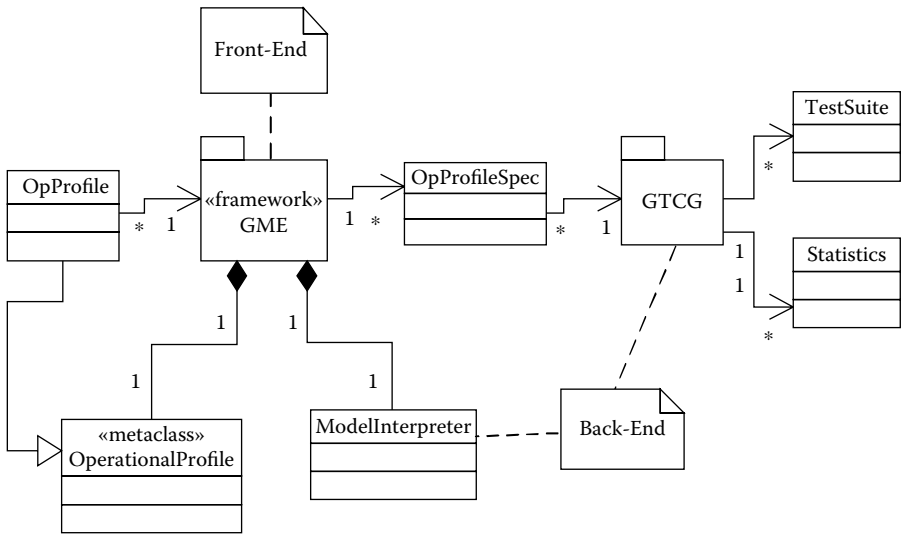 Front-End
TestSuite
*
OpProfile
*
1
«framework»
GME
1
*
OpProfileSpec
*
1
GTCG
1
1
*
Statistics
1
1
1
1
«metaclass»
OperationalProfile
ModelInterpreter
Back-End